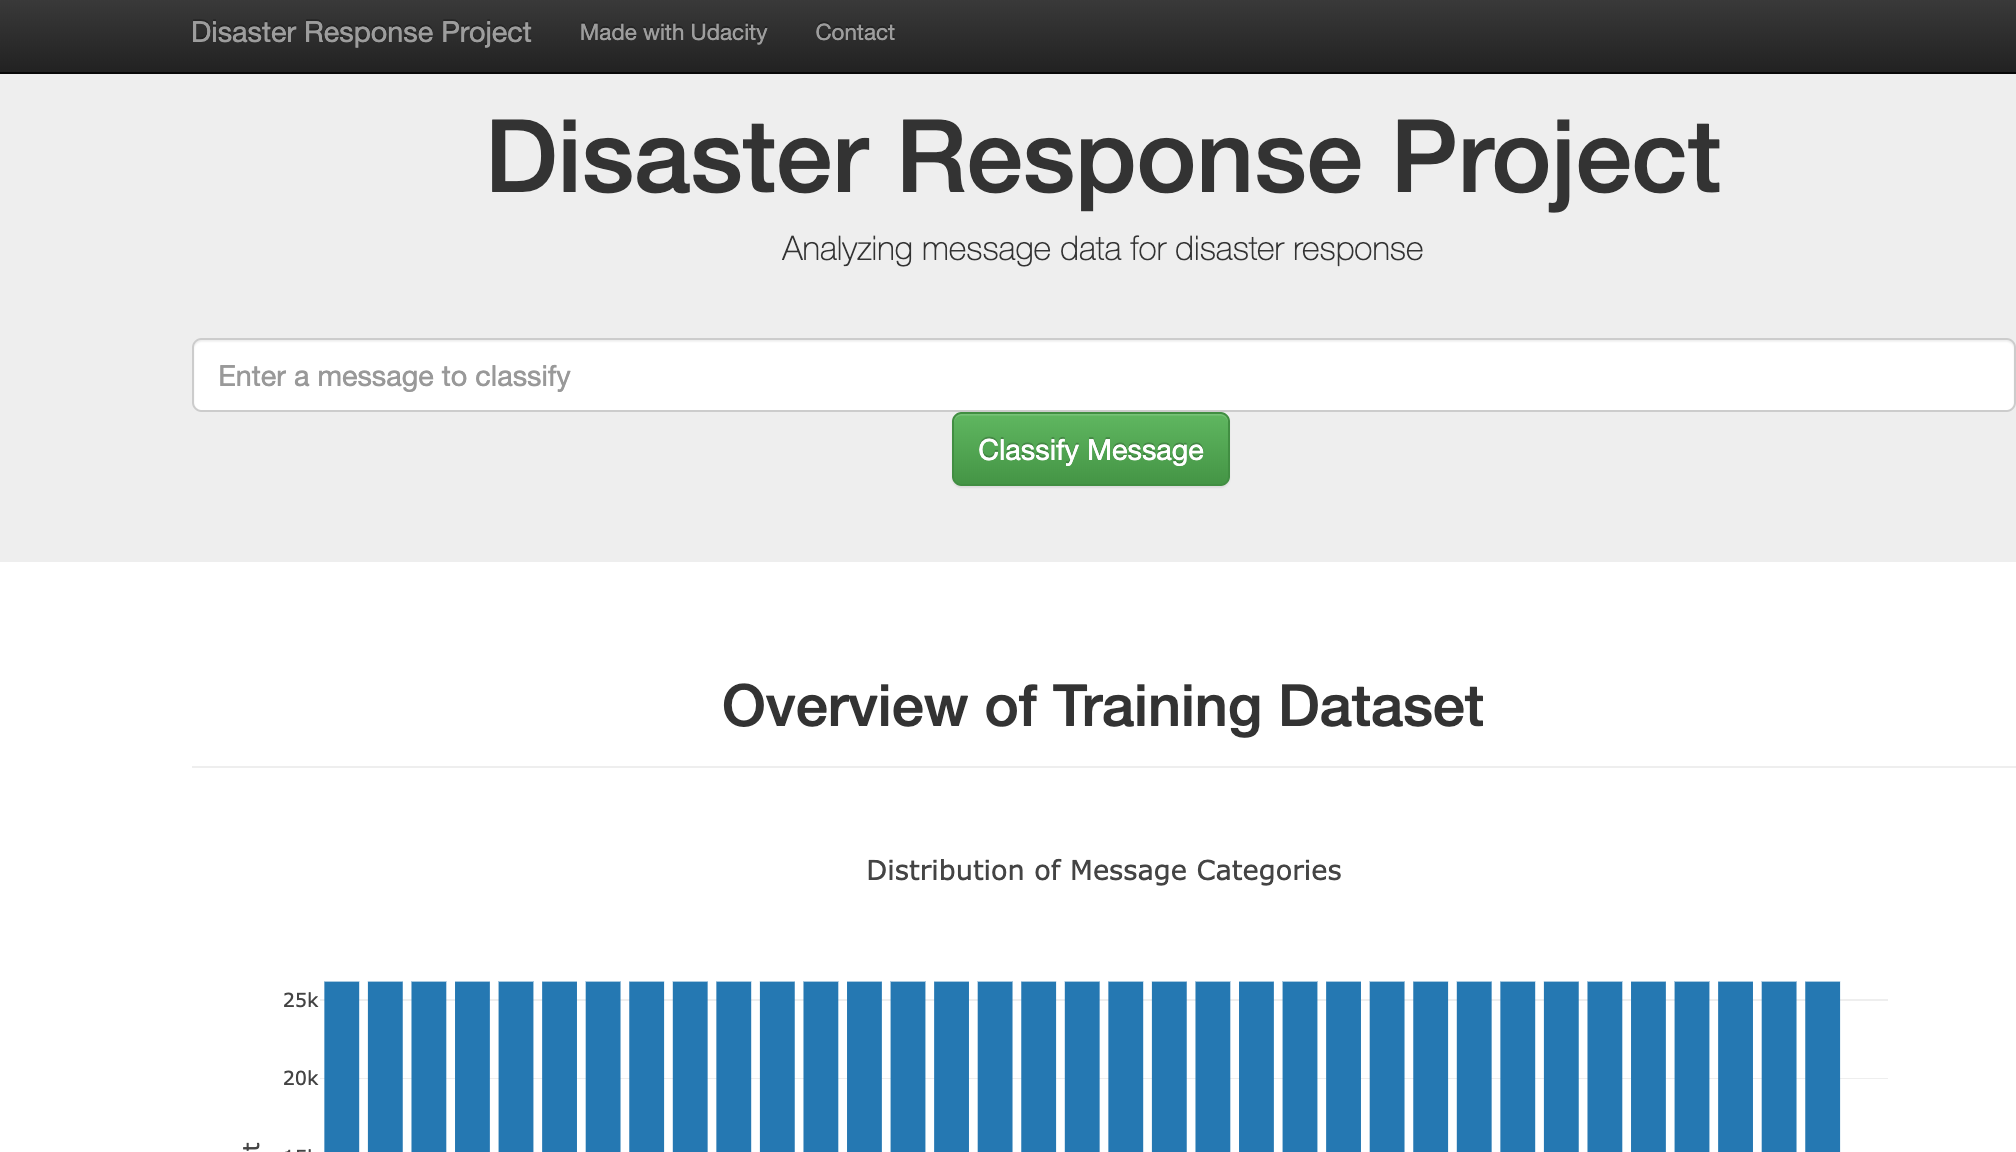 Disaster Response Project Made with Udacity Contact
Disaster Response Project
Analyzing message data for disaster response
Enter a message to classify
Classify Message
Overview of Training Dataset
Distribution of Message Categories
25k
20k